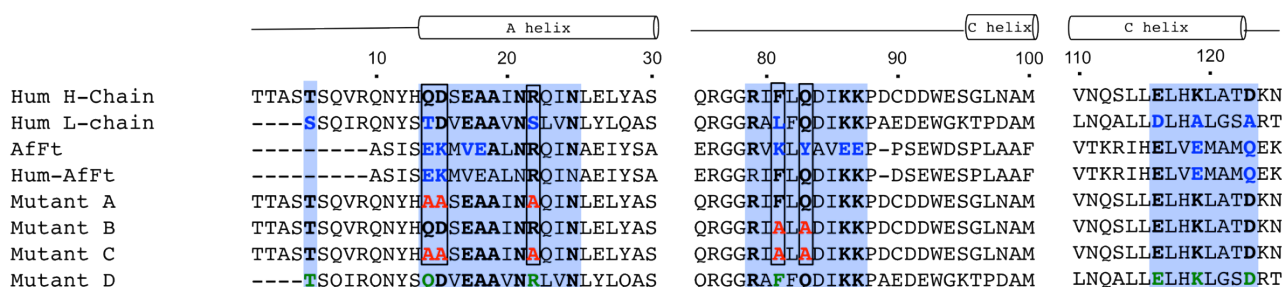 A helix C helix C helix
10 20 30 80 90 100 110 120
Hum H-Chain TTASTSQVRQNYHQDSEAAINRQINLELYAS QRGGRIFLQDIKKPDCDDWESGLNAM VNQSLLELHKLATDKN
Hum L-chain ----SSQIRQNYSTDVEAAVNSLVNLYLQAS QRGGRALFQDIKKPAEDEWGKTPDAM LNQALLDLHALGSART
AfFt ---------ASISEKMVEALNRQINAEIYSA ERGGRVKLYAVEEP-PSEWDSPLAAF VTKRIHELVEMAMQEK
Hum-AfFt ---------ASISEKMVEALNRQINAEIYSA ERGGRIFLQDIKKP-DSEWDSPLAAF VTKRIHELVEMAMQEK
Mutant A TTASTSQVRQNYHAASEAAINAQINLELYAS QRGGRIFLQDIKKPDCDDWESGLNAM VNQSLLELHKLATDKN
Mutant B TTASTSQVRQNYHQDSEAAINRQINLELYAS QRGGRIALADIKKPDCDDWESGLNAM VNQSLLELHKLATDKN
Mutant C TTASTSQVRQNYHAASEAAINAQINLELYAS QRGGRIALADIKKPDCDDWESGLNAM VNQSLLELHKLATDKN
Mutant D ----TSQIRQNYSQDVEAAVNRLVNLYLQAS QRGGRAFFQDIKKPAEDEWGKTPDAM LNQALLELHKLGSDRT